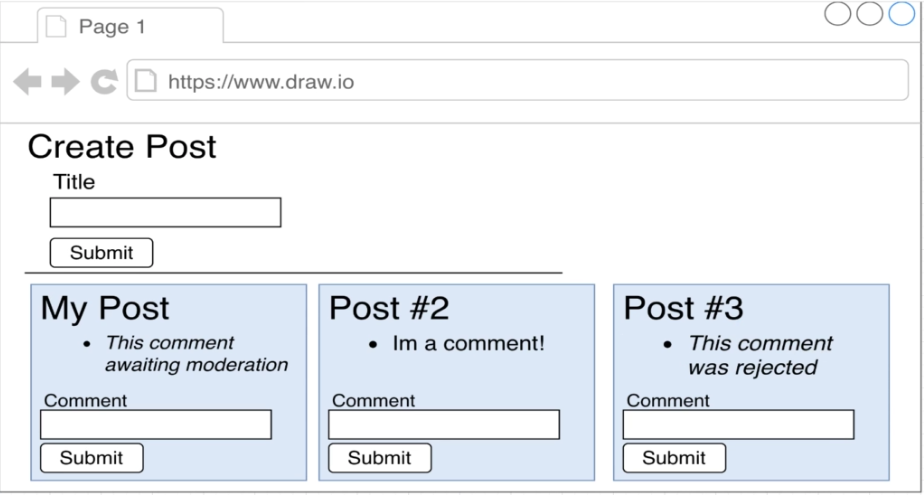 Page 1
https://www.draw.io
Create Post
Title
Submit
My Post
• This comment
awaiting moderation
Comment
Submit
Post #2
• Im a comment!
Comment
Submit
Post #3
• This comment
was rejected
Comment
Submit